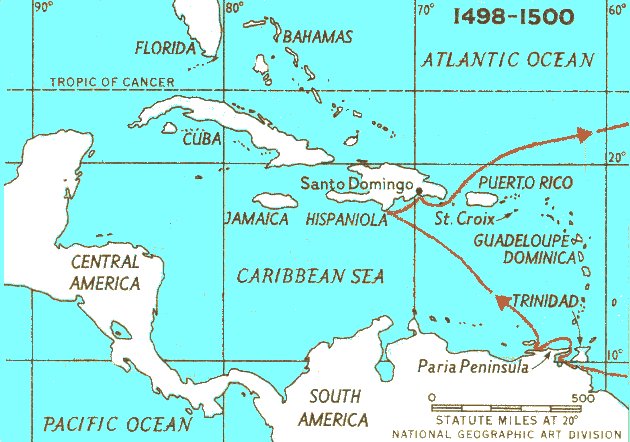 90°
80°
70°
60°
1498-1500
FLORIDA
BAHAMAS
ATLANTIC OCEAN
TROPIC OF CANCER
CUBA
20°
Santo Domingo
PUERTO RICO
JAMAICA
HISPANIOLA
St. Croix
GUADELOUPE
DOMINICA
CENTRAL
AMERICA
CARIBBEAN SEA
TRINIDAD
10°
Paria Peninsula
SOUTH
AMERICA
0
500
STATUTE MILES AT 20°
PACIFIC OCEAN
NATIONAL GEOGRAPHIC ART DIVISION